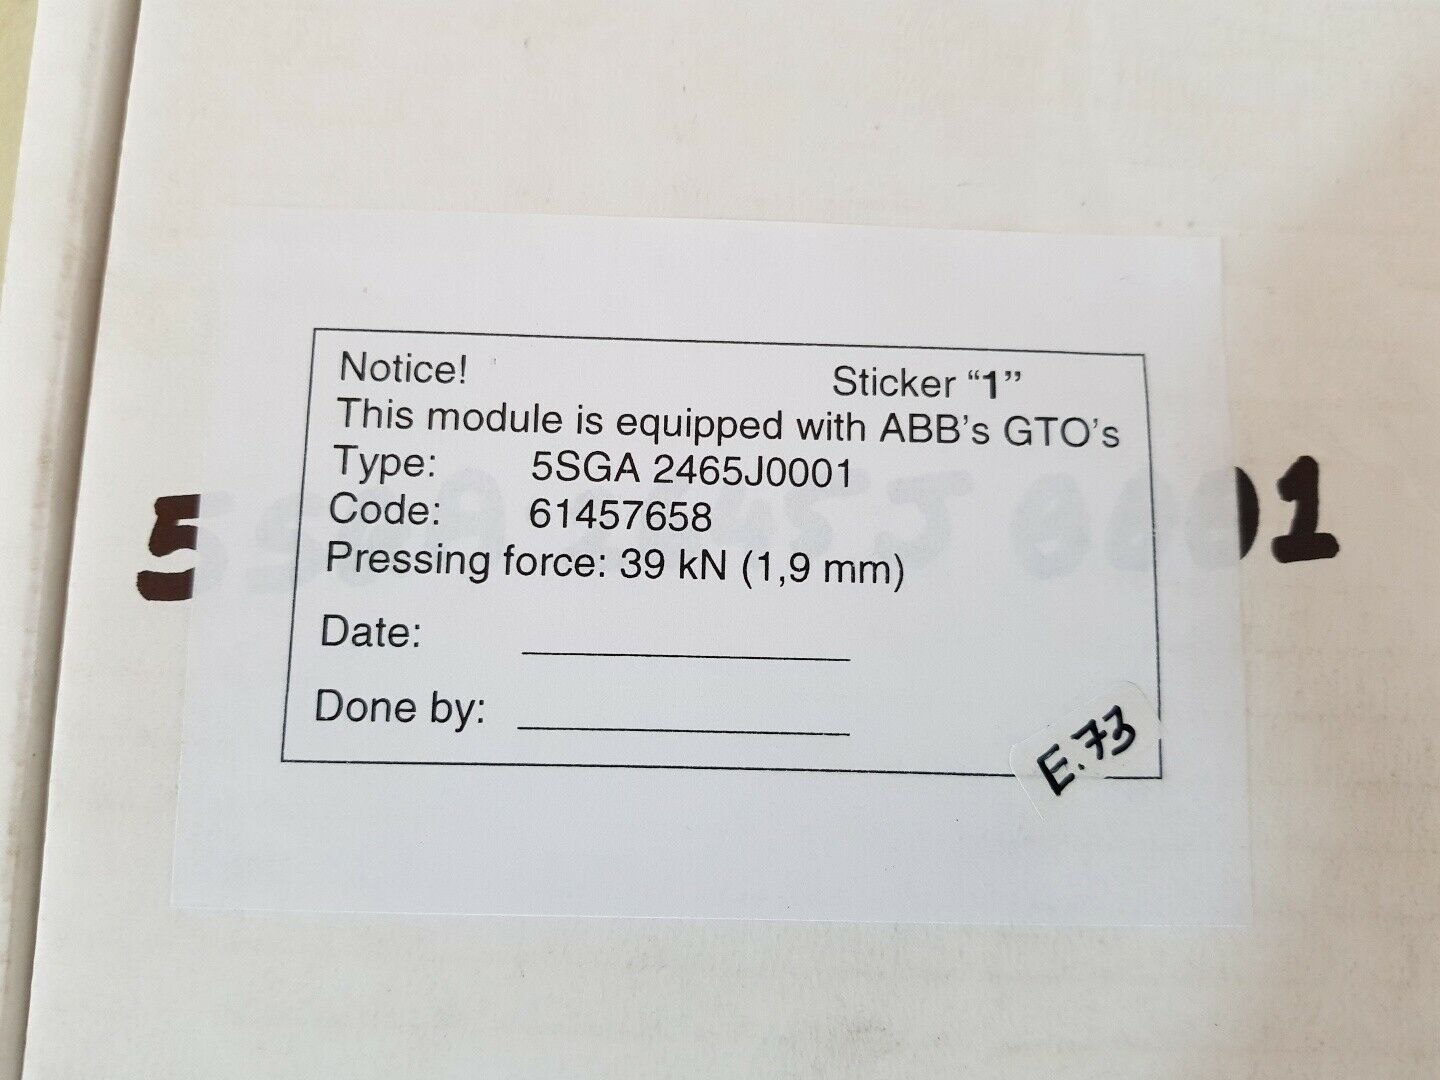 Notice! Sticker “1”
This module is equipped with ABB’s GTO’s
Type: 5SGA 2465J0001
Code: 61457658
Pressing force: 39 kN (1,9 mm)
Date:
Done by:
E.73